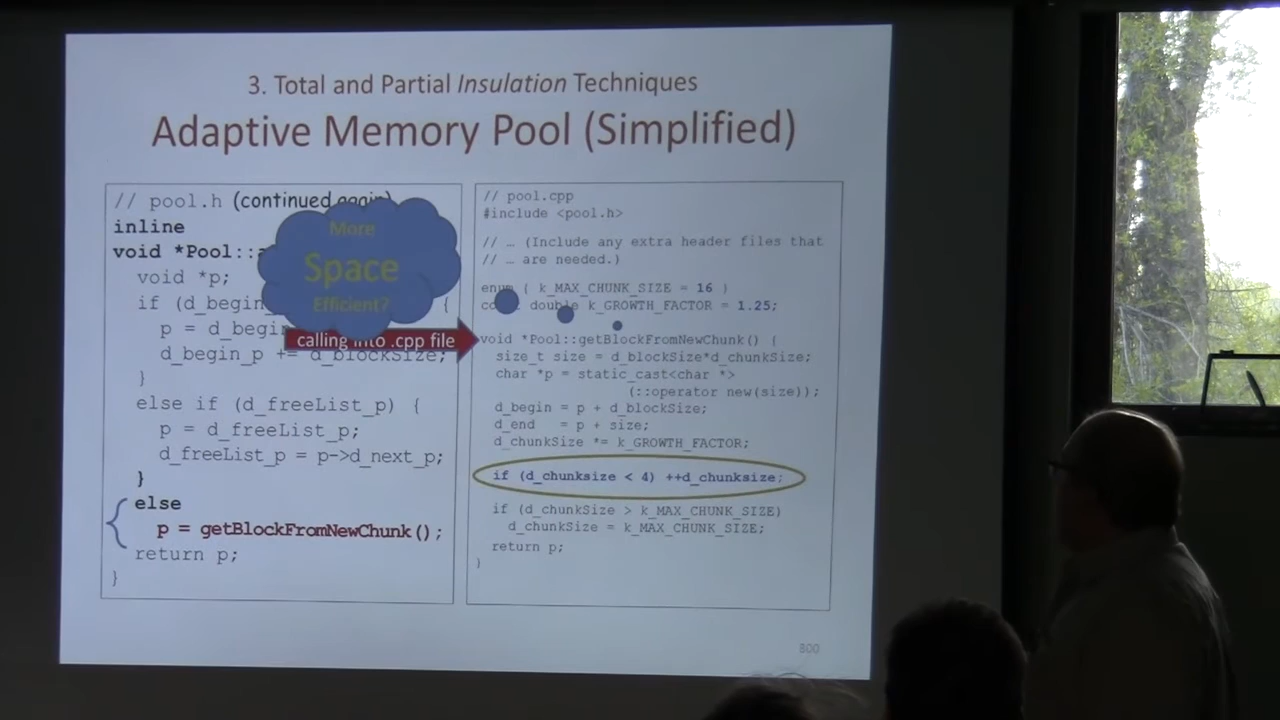 3. Total and Partial Insulation Techniques
Adaptive Memory Pool (Simplified)
// pool.h (continued again)
inline
void *Pool::
void *p;
if (d_begin {
p = d_begin
d_begin_p += d_blockSize;
}
else if (d_freeList_p) {
p = d_freeList_p;
d_freeList_p = p->d_next_p;
}
else
p = getBlockFromNewChunk();
return p;
}
More
Space
Efficient?
calling into .cpp file
// pool.cpp
#include <pool.h>
// … (Include any extra header files that
// … are needed.)
enum { k_MAX_CHUNK_SIZE = 16 }
double k_GROWTH_FACTOR = 1.25;
void *Pool::getBlockFromNewChunk() {
size_t size = d_blockSize*d_chunkSize;
char *p = static_cast<char *>
(::operator new(size));
d_begin = p + d_blockSize;
d_end = p + size;
d_chunkSize *= k_GROWTH_FACTOR;
if (d_chunksize < 4) ++d_chunksize;
if (d_chunkSize > k_MAX_CHUNK_SIZE)
d_chunkSize = k_MAX_CHUNK_SIZE;
return p;
}
800